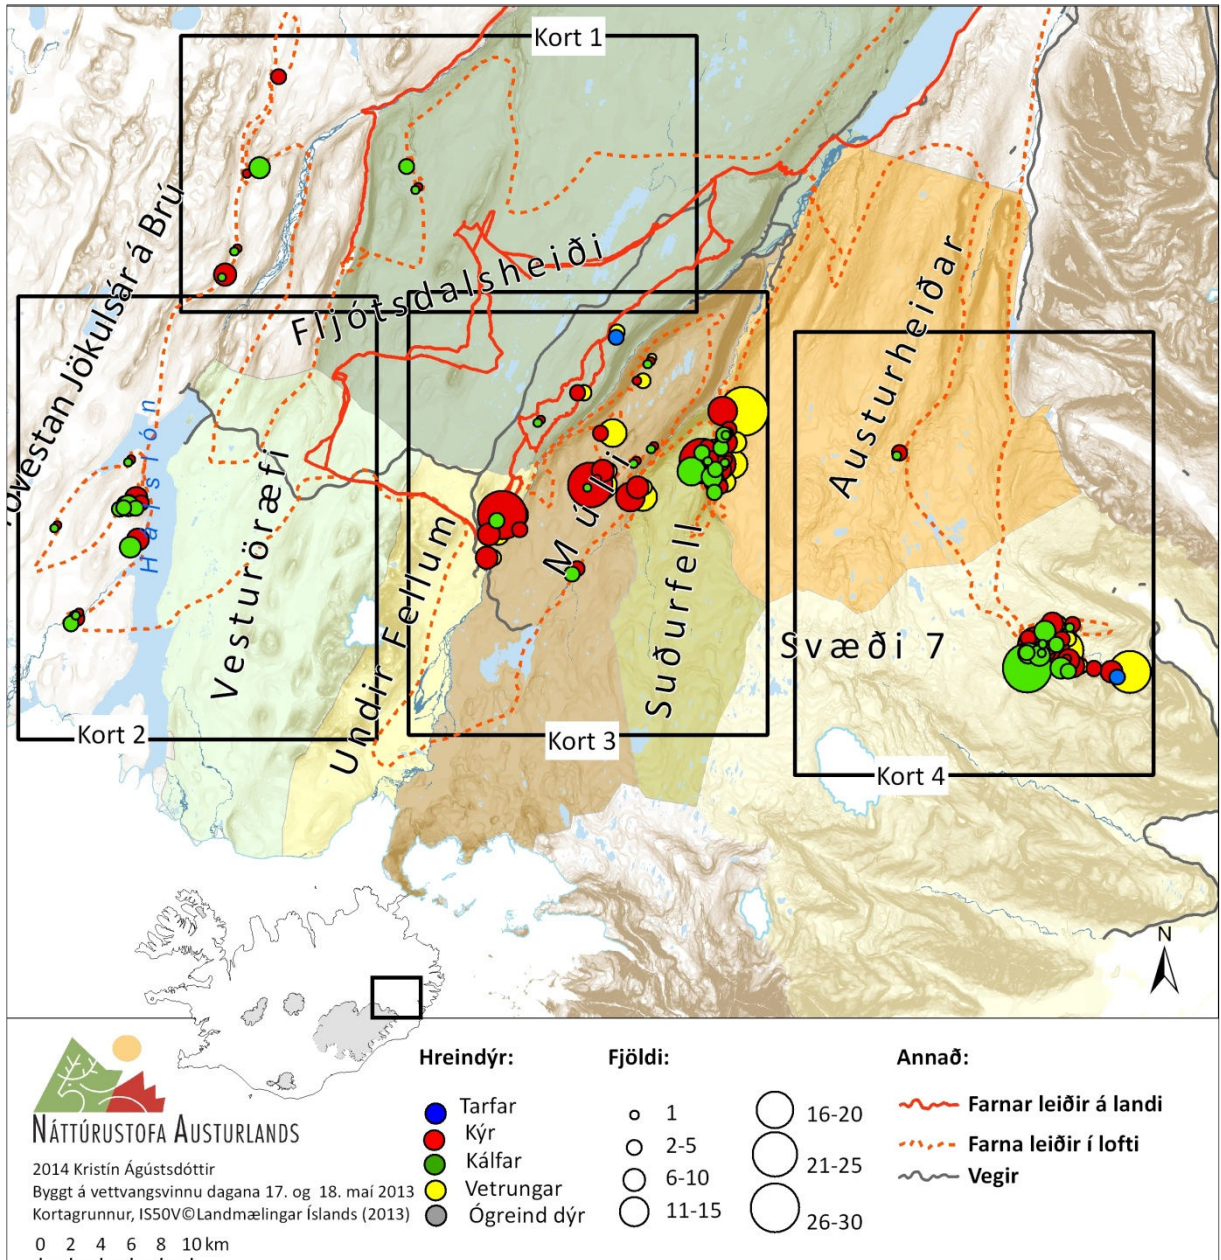 Kort 1
Norðvestan Jökulsár á Brú
Fljótsdalsheiði
Austurheiðar
Hálslón
Vesturöræfi
Undir Fellum
Múli
Suðurfell
Svæði 7
Kort 2
Kort 3
Kort 4
N
NÁTTÚRUSTOFA AUSTURLANDS
2014 Kristín Ágústsdóttir
Byggt á vettvangsvinnu dagana 17. og 18. maí 2013
Kortagrunnur, IS50V©Landmælingar Íslands (2013)
0 2 4 6 8 10 km
Hreindýr:
Tarfar
Kýr
Kálfar
Vetrungar
Ógreind dýr
Fjöldi:
1
2-5
6-10
11-15
16-20
21-25
26-30
Annað:
Farnar leiðir á landi
Farna leiðir í lofti
Vegir